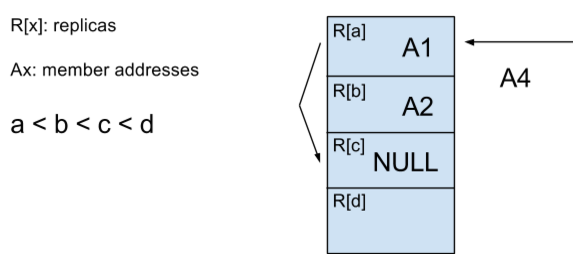 R[x]: replicas
Ax: member addresses
a < b < c < d
R[a]
A1
A4
R[b]
A2
R[c]
NULL
R[d]